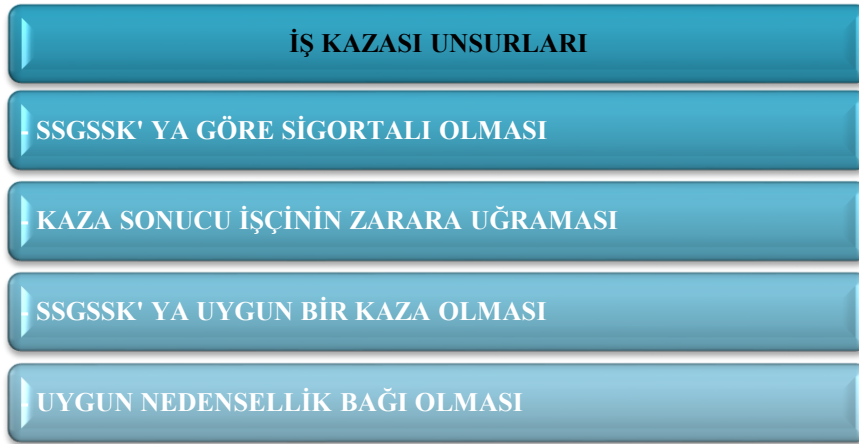 İŞ KAZASI UNSURLARI
- SSGSSK' YA GÖRE SİGORTALI OLMASI
- KAZA SONUCU İŞÇİNİN ZARARA UĞRAMASI
- SSGSSK' YA UYGUN BİR KAZA OLMASI
- UYGUN NEDENSELLİK BAĞI OLMASI